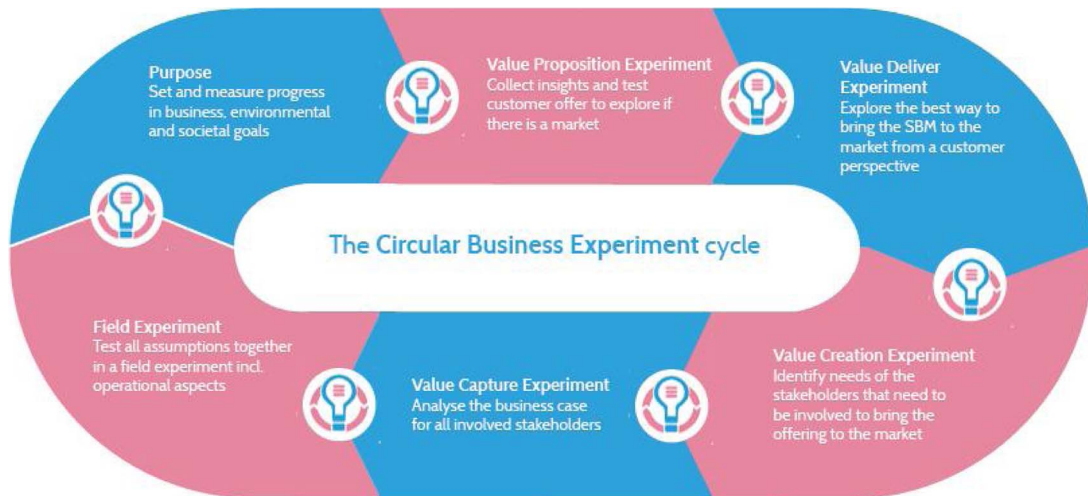 Purpose
Set and measure progress
in business, environmental
and societal goals
Value Proposition Experiment
Collect insights and test
customer offer to explore if
there is a market
Value Deliver
Experiment
Explore the best way to
bring the SBM to the
market from a customer
perspective
The Circular Business Experiment cycle
Field Experiment
Test all assumptions together
in a field experiment incl.
operational aspects
Value Capture Experiment
Analyse the business case
for all involved stakeholders
Value Creation Experiment
Identify needs of the
stakeholders that need to
be involved to bring the
offering to the market